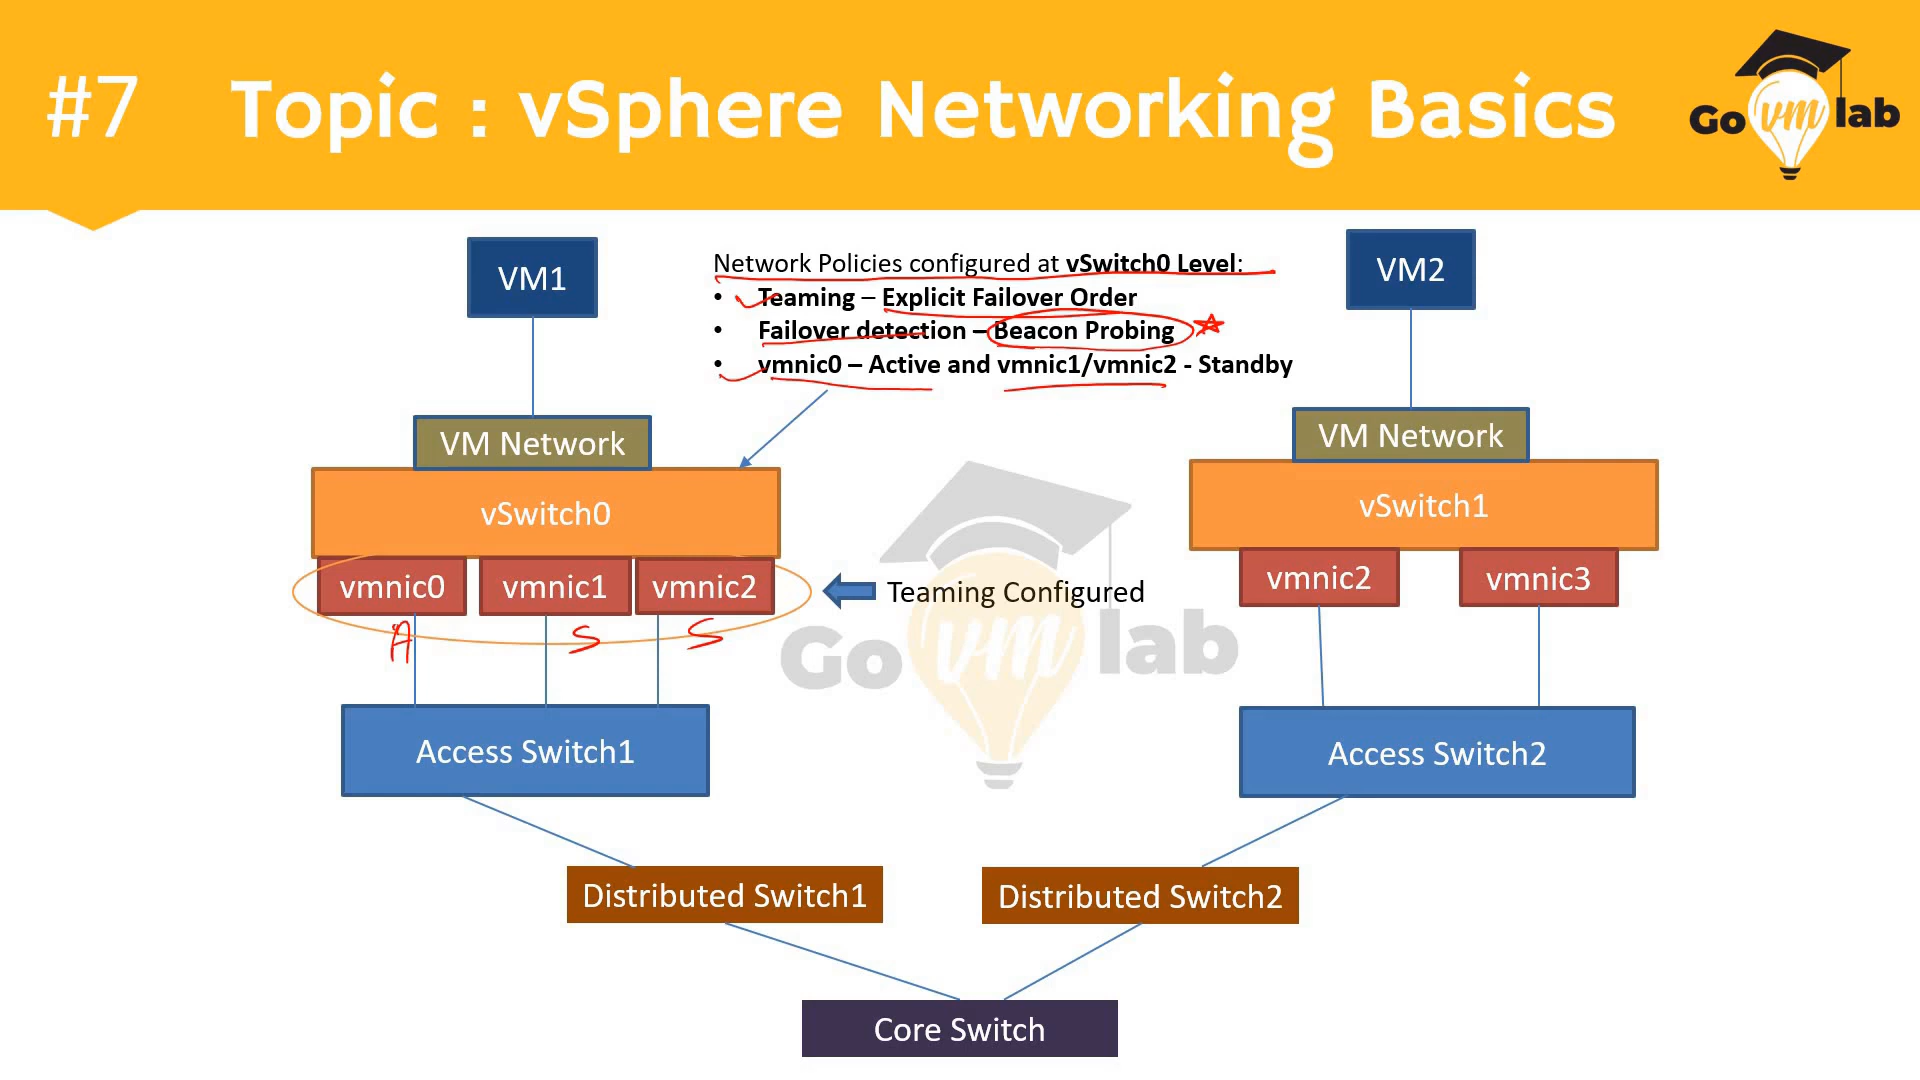 #7
Topic : vSphere Networking Basics
Go vm lab
VM1
Network Policies configured at vSwitch0 Level:
• Teaming – Explicit Failover Order
• Failover detection – Beacon Probing
• vmnic0 – Active and vmnic1/vmnic2 - Standby
VM2
VM Network
VM Network
vSwitch0
vSwitch1
vmnic0
vmnic1
vmnic2
Teaming Configured
vmnic2
vmnic3
A
S
S
Go vm lab
Access Switch1
Access Switch2
Distributed Switch1
Distributed Switch2
Core Switch